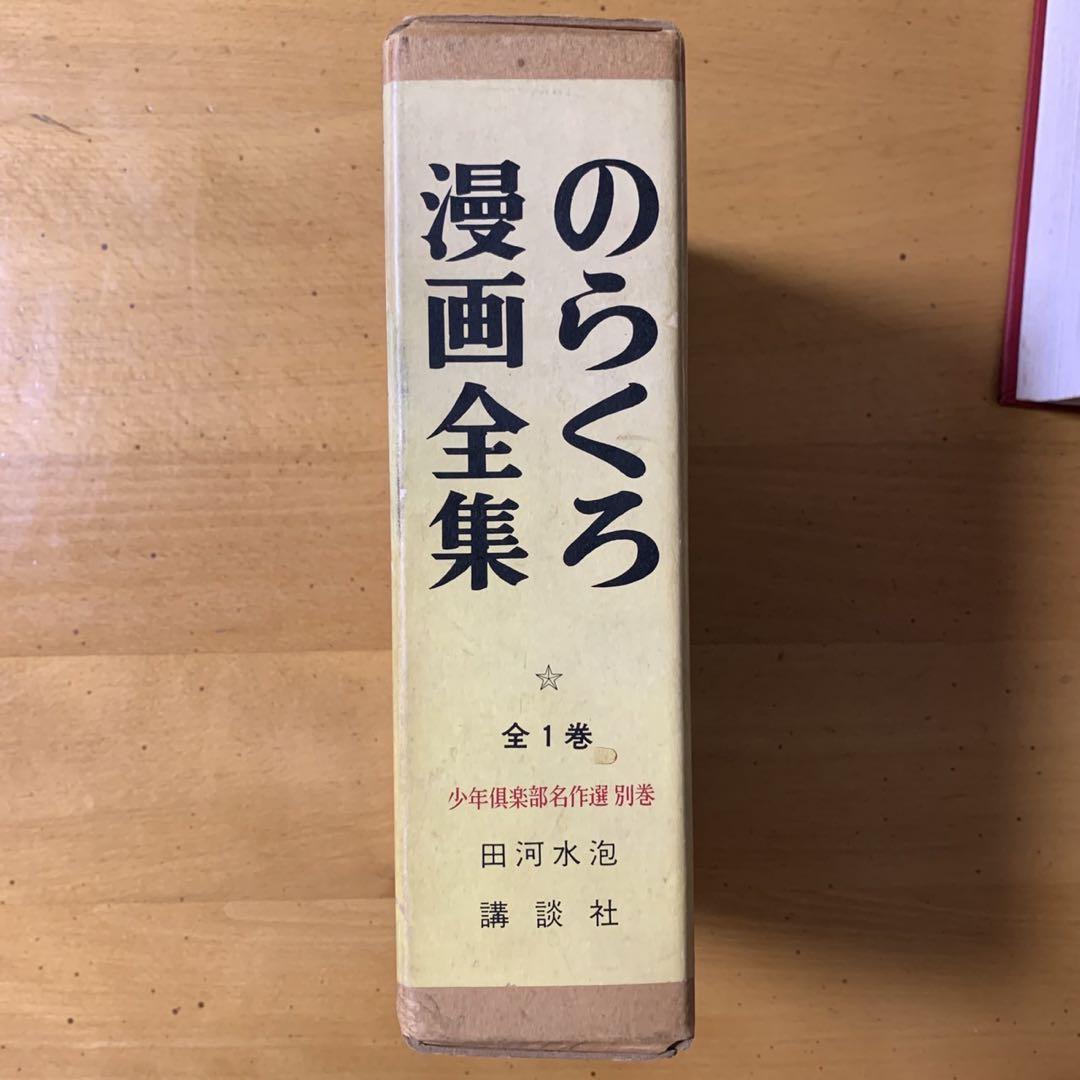 のらくろ
漫画全集
☆
全1巻
少年倶楽部名作選 別巻
田河水泡
講談社